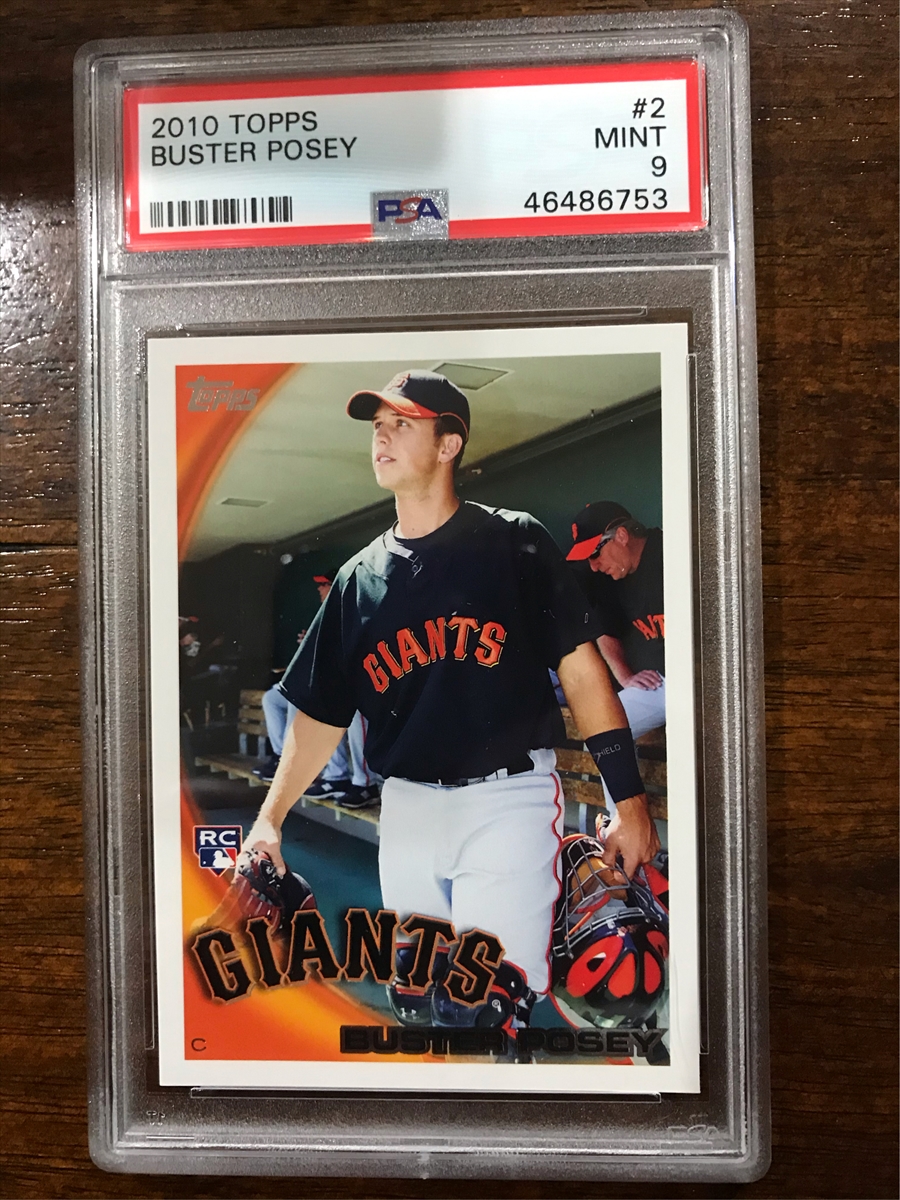 2010 TOPPS
BUSTER POSEY
#2
MINT
9
46486753
PSA
TOPPS
GIANTS
RC
GIANTS
C
BUSTER POSEY